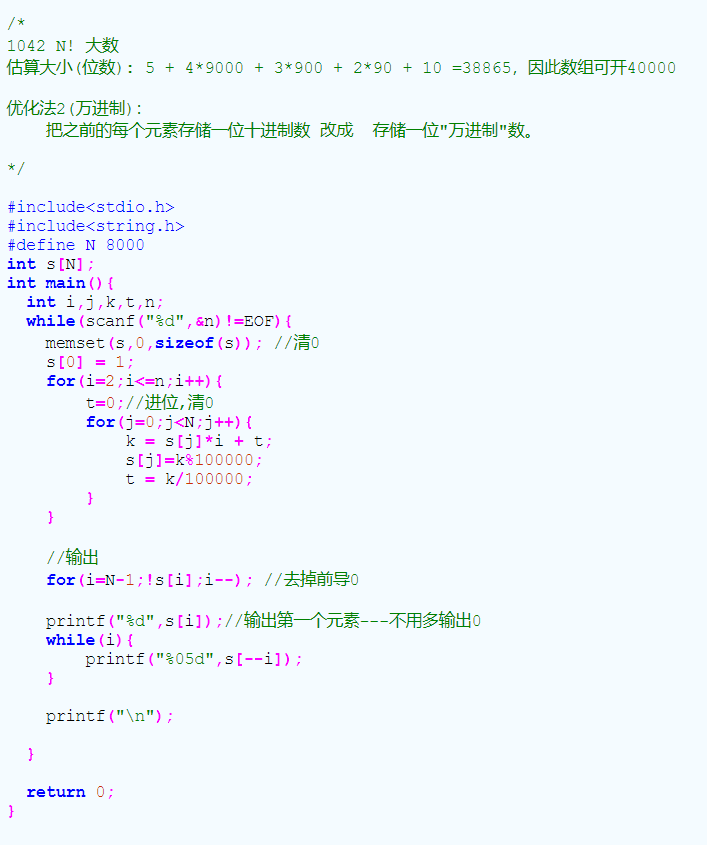 /*
1042 N! 大数
估算大小(位数): 5 + 4*9000 + 3*900 + 2*90 + 10 =38865，因此数组可开40000
优化法2(万进制):
    把之前的每个元素存储一位十进制数 改成  存储一位"万进制"数。
*/
#include<stdio.h>
#include<string.h>
#define N 8000
int s[N];
int main(){
  int i,j,k,t,n;
  while(scanf("%d",&n)!=EOF){
    memset(s,0,sizeof(s)); //清0
    s[0] = 1;
    for(i=2;i<=n;i++){
        t=0;//进位,清0
        for(j=0;j<N;j++){
            k = s[j]*i + t;
            s[j]=k%100000;
            t = k/100000;
        }
    }
    //输出
    for(i=N-1;!s[i];i--); //去掉前导0
    printf("%d",s[i]);//输出第一个元素---不用多输出0
    while(i){
        printf("%05d",s[--i]);
    }
    printf("\n");
  }
  return 0;
}